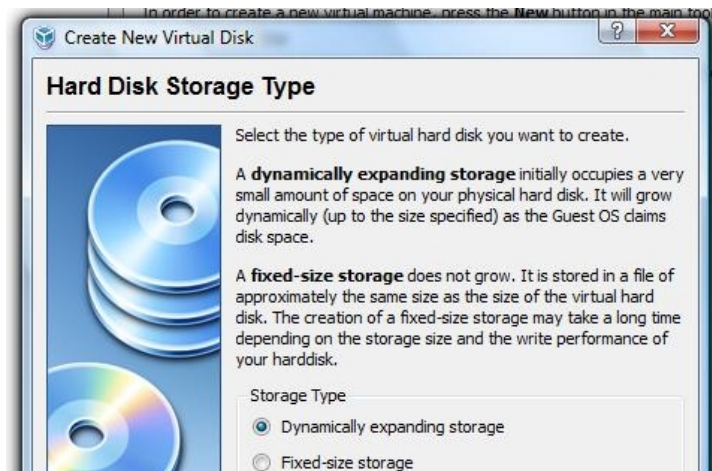 In order to create a new virtual machine, press the New button in the main tool
Create New Virtual Disk
?
X
Hard Disk Storage Type
Select the type of virtual hard disk you want to create.
A dynamically expanding storage initially occupies a very
small amount of space on your physical hard disk. It will grow
dynamically (up to the size specified) as the Guest OS claims
disk space.
A fixed-size storage does not grow. It is stored in a file of
approximately the same size as the size of the virtual hard
disk. The creation of a fixed-size storage may take a long time
depending on the storage size and the write performance of
your harddisk.
Storage Type
Dynamically expanding storage
Fixed-size storage